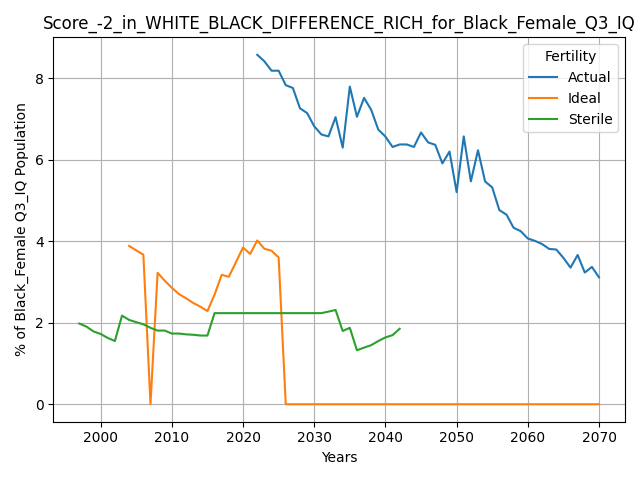 Score_-2_in_WHITE_BLACK_DIFFERENCE_RICH_for_Black_Female_Q3_IQ
Fertility
Actual
Ideal
Sterile
% of Black_Female Q3_IQ Population
8
6
4
2
0
2000 2010 2020 2030 2040 2050 2060 2070
Years